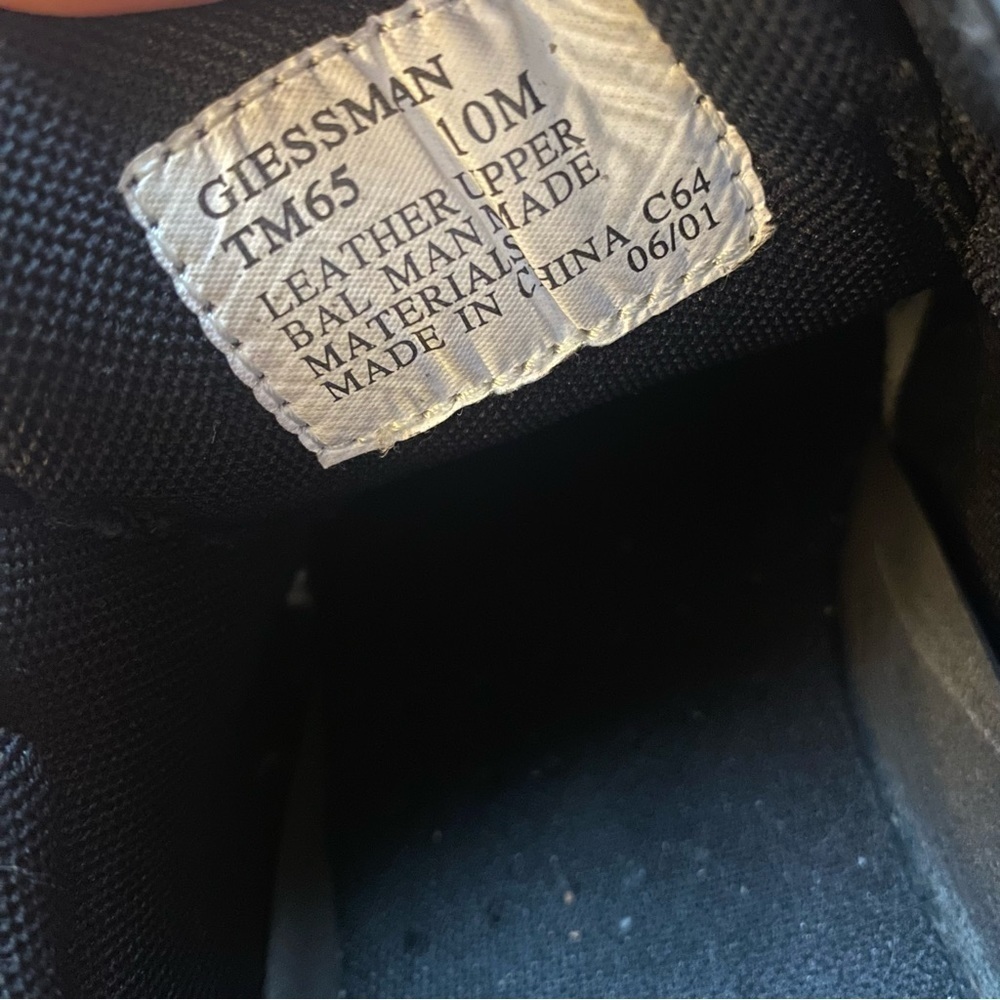 GIESSMAN
TM65 10M
LEATHER UPPER
BAL MAN MADE
MATERIALS C64
MADE IN CHINA 06/01